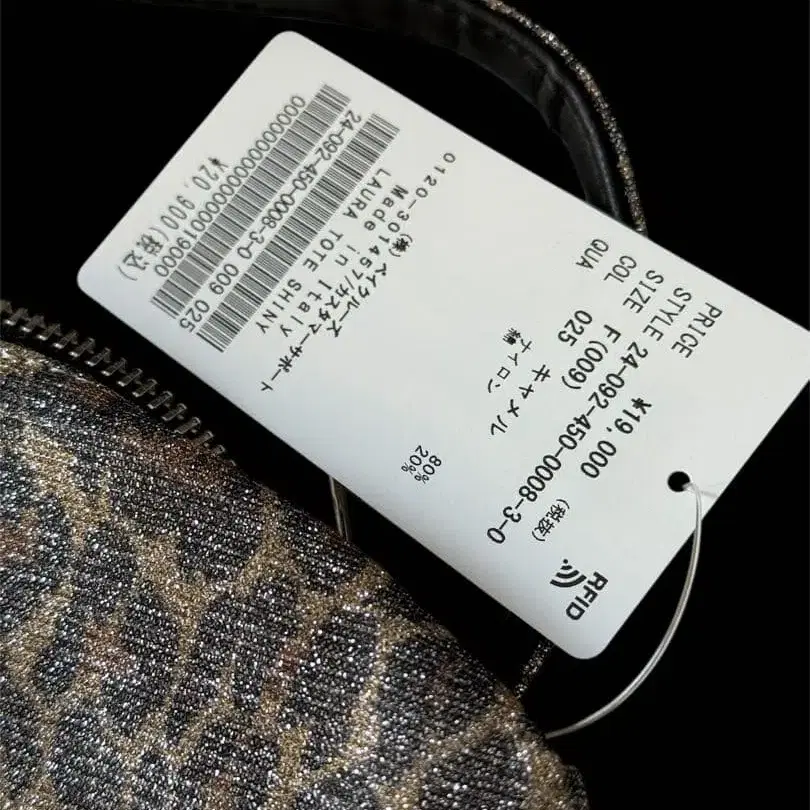 RFID
PRICE ¥19,000 (税抜)
STYLE 24-092-450-0008-3-0
SIZE F(009)
COL 025 キャメル
QUA ナイロン 80%
綿 20%
(株)ベイクルーズ
0120-301457/カスタマーサポート
Made in Italy
LAURA TOTE SHINY
24-092-450-0008-3-0 009 025
¥20,900(税込)